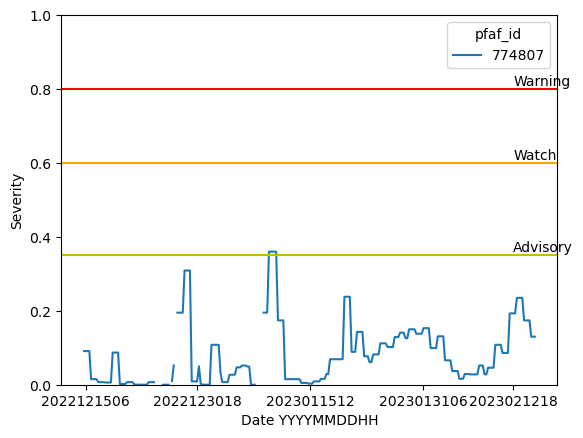 1.0
0.8
0.6
0.4
0.2
0.0
Severity
pfaf_id
774807
Warning
Watch
Advisory
2022121506 2022123018 2023011512 2023013106 2023021218
Date YYYYMMDDHH